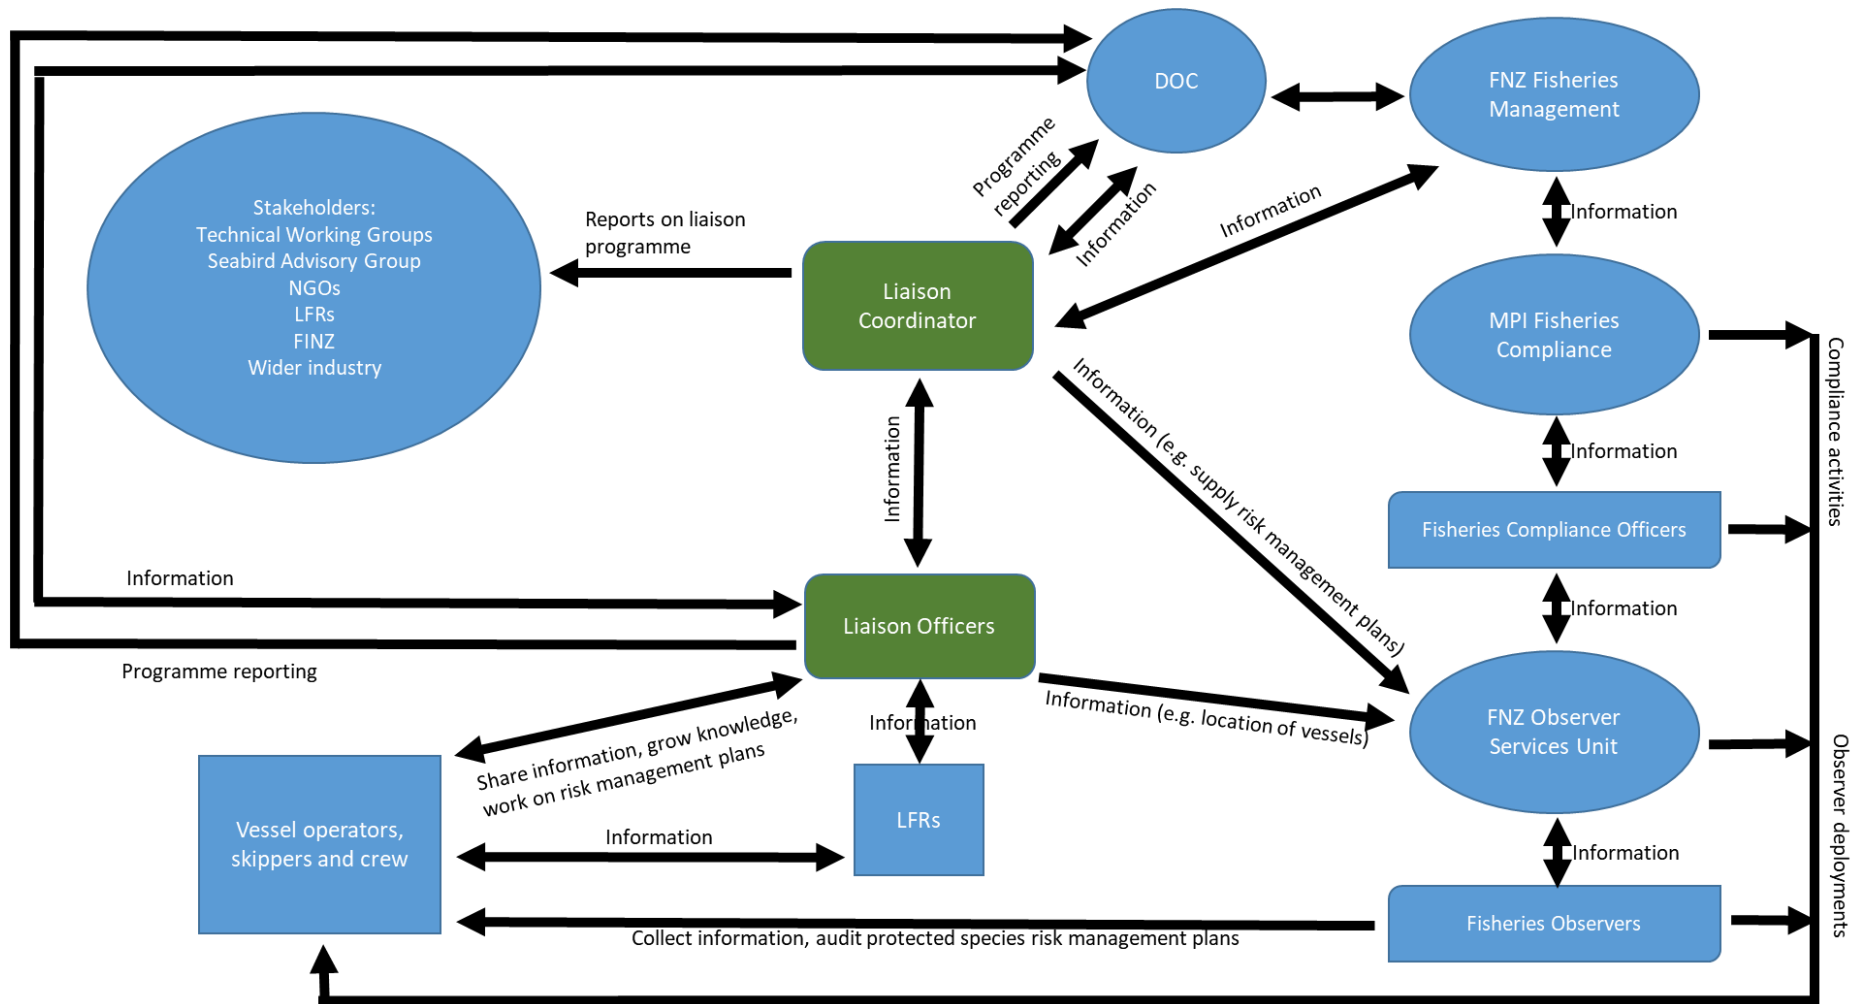 DOC
FNZ Fisheries
Management
Programme
reporting
Information
Information
Information
Stakeholders:
Technical Working Groups
Seabird Advisory Group
NGOs
LFRs
FINZ
Wider industry
Reports on liaison
programme
Liaison
Coordinator
MPI Fisheries
Compliance
Compliance activities
Information
Information (e.g. supply risk management plans)
Information
Fisheries Compliance Officers
Information
Information
Liaison Officers
Programme reporting
Share information, grow knowledge,
work on risk management plans
Information
Information (e.g. location of vessels)
FNZ Observer
Services Unit
Observer deployments
Vessel operators,
skippers and crew
Information
LFRs
Information
Fisheries Observers
Collect information, audit protected species risk management plans